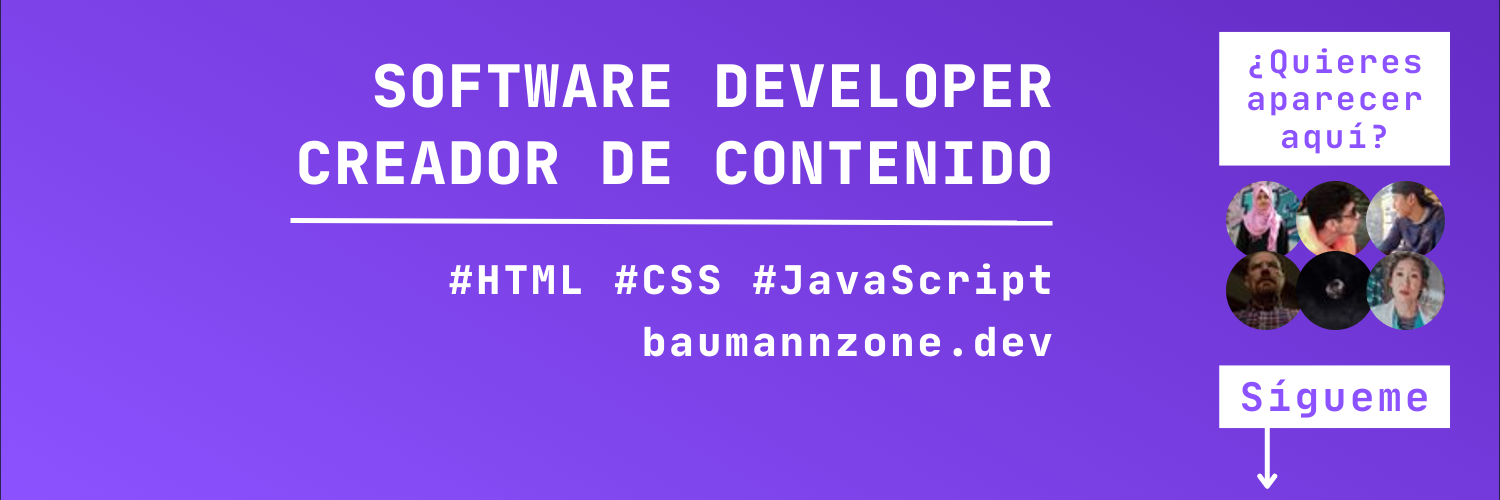 SOFTWARE DEVELOPER
CREADOR DE CONTENIDO
#HTML #CSS #JavaScript
baumannzone.dev
¿Quieres
aparecer
aquí?
Sígueme